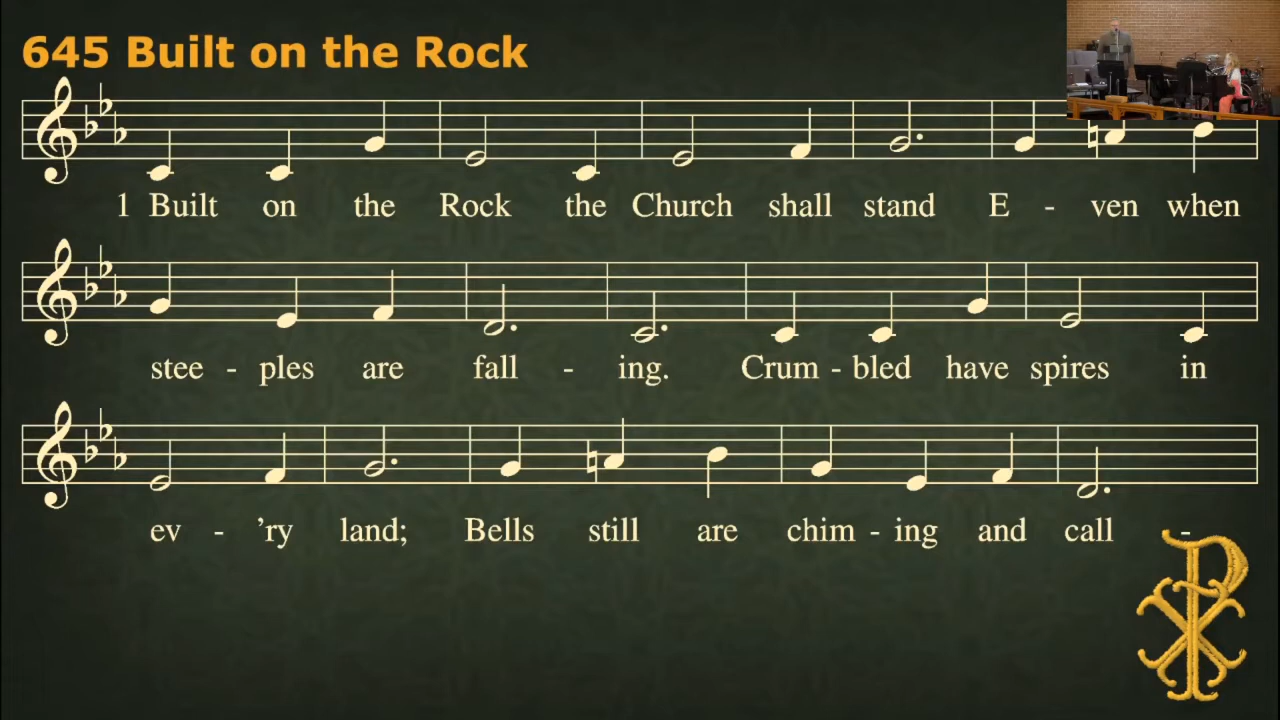 645 Built on the Rock
1 Built on the Rock the Church shall stand E - ven when
stee - ples are fall - ing. Crum - bled have spires in
ev - ’ry land; Bells still are chim - ing and call -